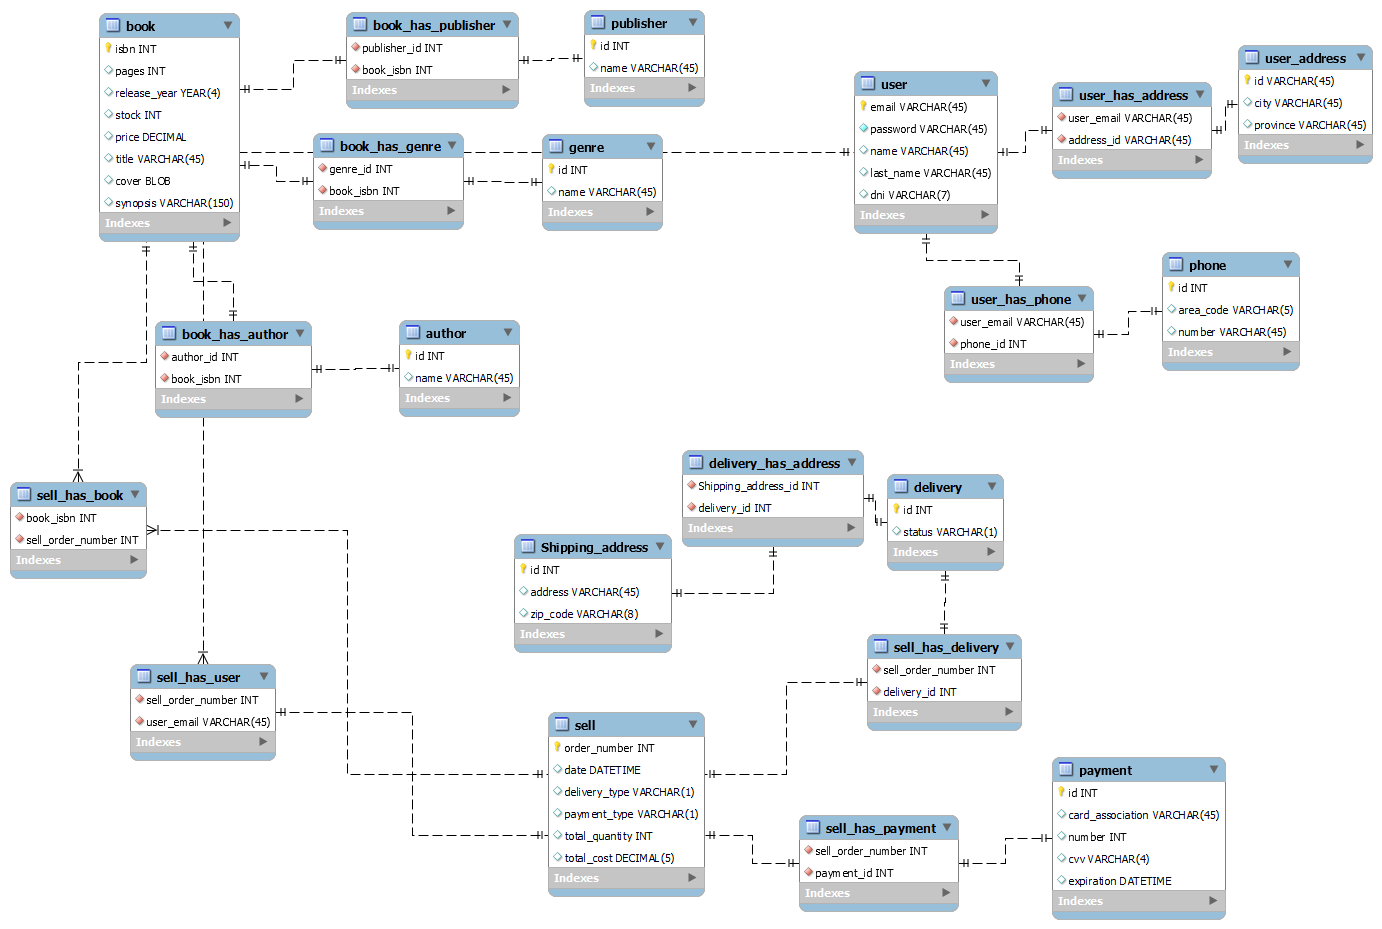 book
isbn INT
pages INT
release_year YEAR(4)
stock INT
price DECIMAL
title VARCHAR(45)
cover BLOB
synopsis VARCHAR(150)
Indexes
book_has_publisher
publisher_id INT
book_isbn INT
Indexes
publisher
id INT
name VARCHAR(45)
Indexes
book_has_genre
genre_id INT
book_isbn INT
Indexes
genre
id INT
name VARCHAR(45)
Indexes
user
email VARCHAR(45)
password VARCHAR(45)
name VARCHAR(45)
last_name VARCHAR(45)
dni VARCHAR(7)
Indexes
user_has_address
user_email VARCHAR(45)
address_id VARCHAR(45)
Indexes
user_address
id VARCHAR(45)
city VARCHAR(45)
province VARCHAR(45)
Indexes
user_has_phone
user_email VARCHAR(45)
phone_id INT
Indexes
phone
id INT
area_code VARCHAR(5)
number VARCHAR(45)
Indexes
book_has_author
author_id INT
book_isbn INT
Indexes
author
id INT
name VARCHAR(45)
Indexes
sell_has_book
book_isbn INT
sell_order_number INT
Indexes
delivery_has_address
Shipping_address_id INT
delivery_id INT
Indexes
delivery
id INT
status VARCHAR(1)
Indexes
Shipping_address
id INT
address VARCHAR(45)
zip_code VARCHAR(8)
Indexes
sell_has_delivery
sell_order_number INT
delivery_id INT
Indexes
sell_has_user
sell_order_number INT
user_email VARCHAR(45)
Indexes
sell
order_number INT
date DATETIME
delivery_type VARCHAR(1)
payment_type VARCHAR(1)
total_quantity INT
total_cost DECIMAL(5)
Indexes
sell_has_payment
sell_order_number INT
payment_id INT
Indexes
payment
id INT
card_association VARCHAR(45)
number INT
cvv VARCHAR(4)
expiration DATETIME
Indexes